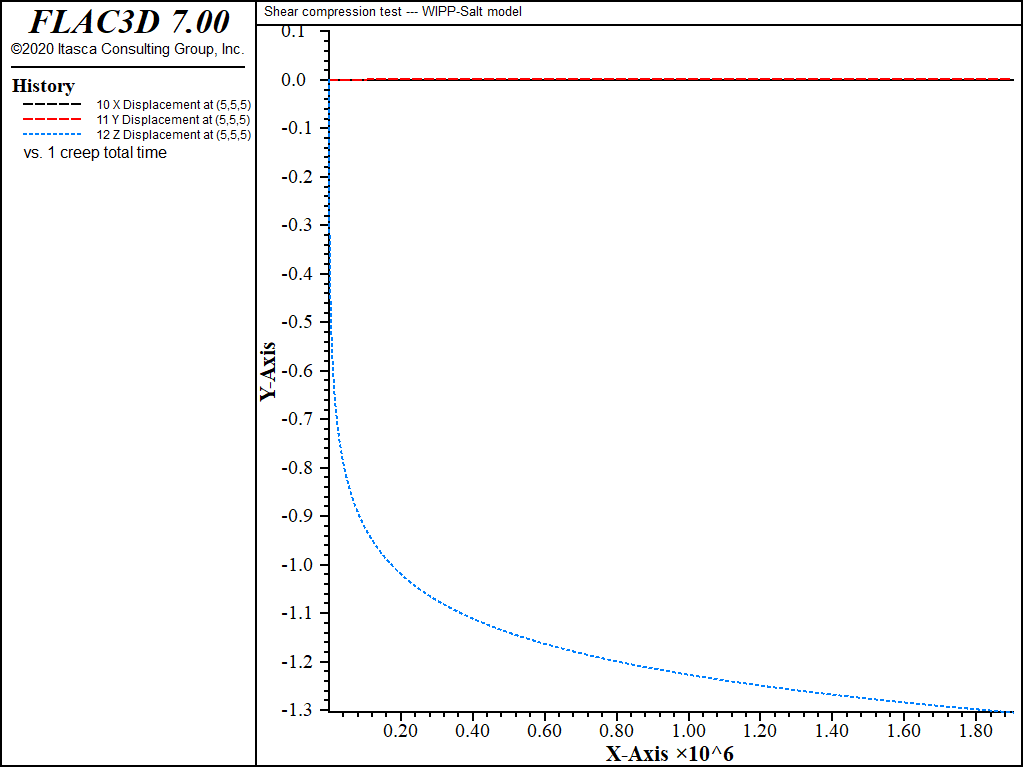 FLAC3D 7.00
©2020 Itasca Consulting Group, Inc.
History
10 X Displacement at (5,5,5)
11 Y Displacement at (5,5,5)
12 Z Displacement at (5,5,5)
vs. 1 creep total time
Shear compression test --- WIPP-Salt model
0.1
0.0
-0.1
-0.2
-0.3
-0.4
-0.5
-0.6
-0.7
-0.8
-0.9
-1.0
-1.1
-1.2
-1.3
Y-Axis
0.20 0.40 0.60 0.80 1.00 1.20 1.40 1.60 1.80
X-Axis ×10^6